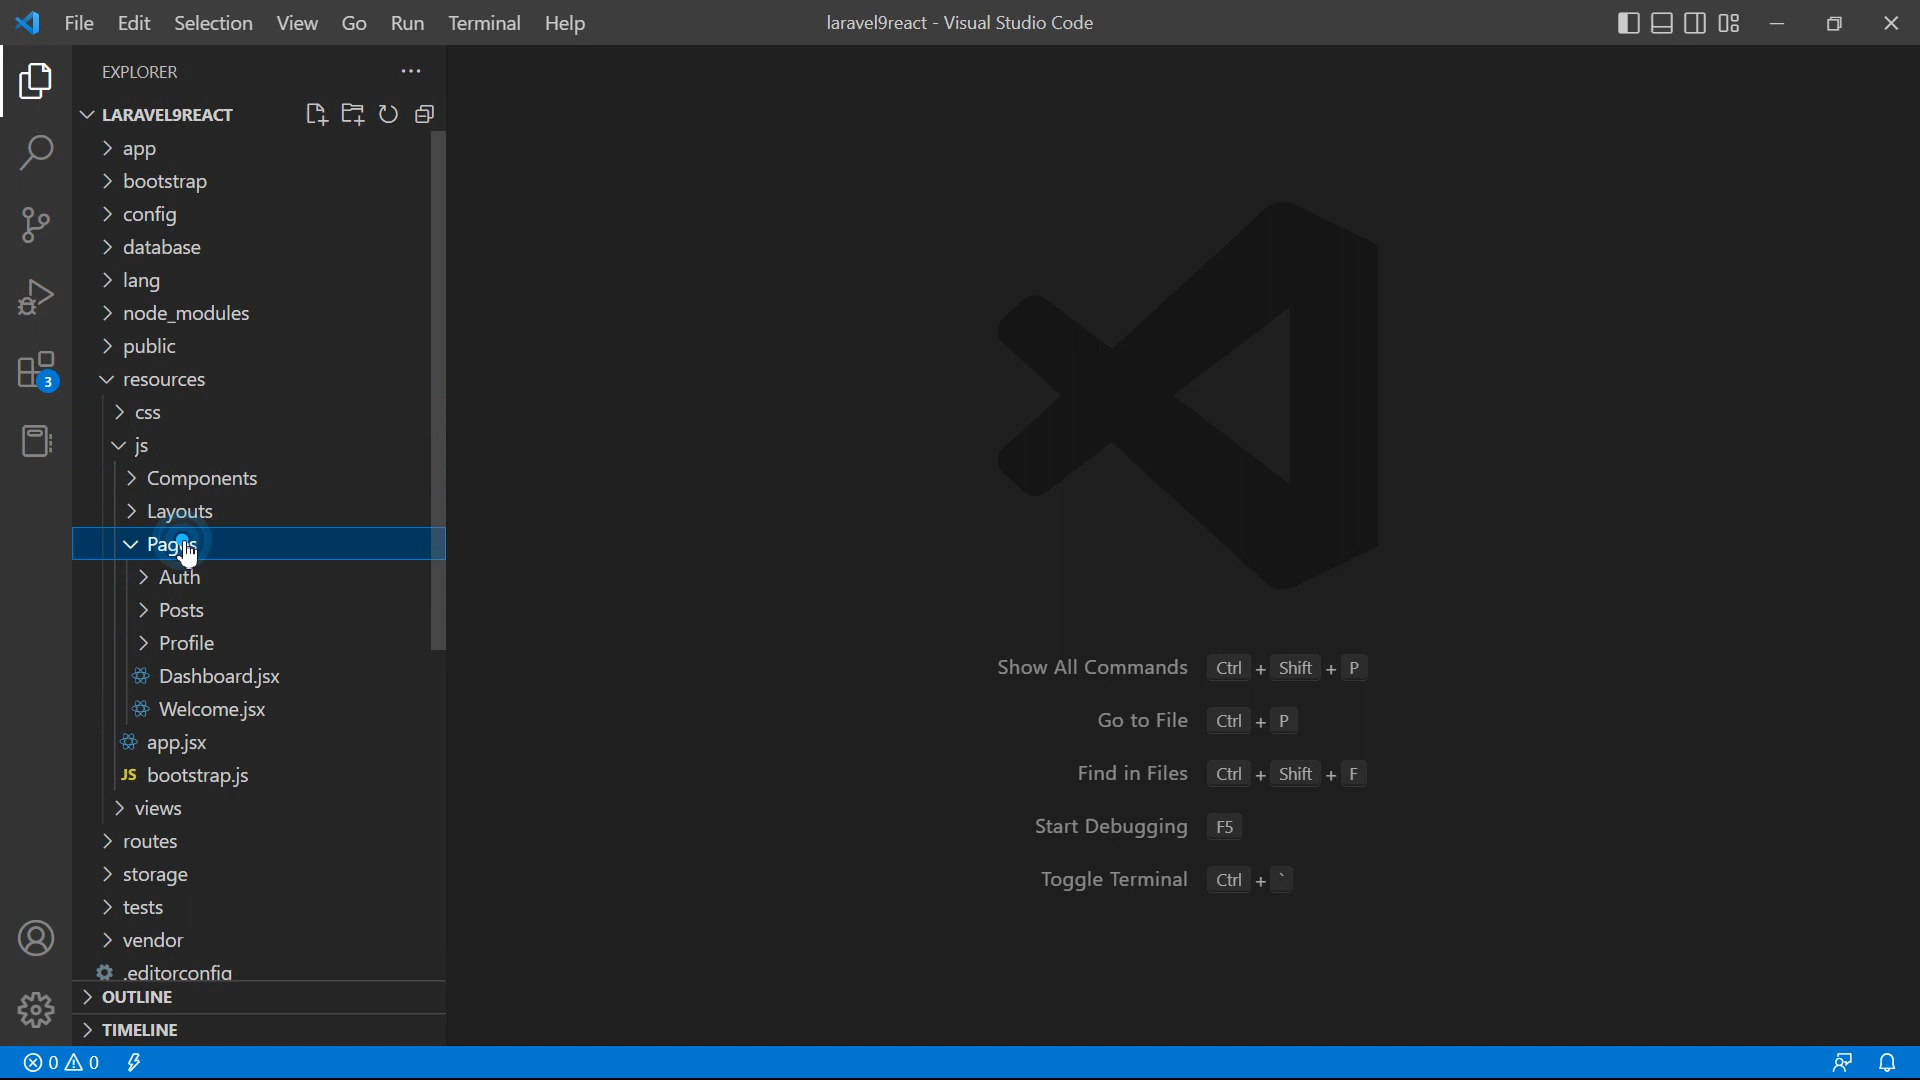 File Edit Selection View Go Run Terminal Help
laravel9react - Visual Studio Code
EXPLORER
LARAVEL9REACT
app
bootstrap
config
database
lang
node_modules
public
resources
css
js
Components
Layouts
Pages
Auth
Posts
Profile
Dashboard.jsx
Welcome.jsx
app.jsx
JS bootstrap.js
views
routes
storage
tests
vendor
.editorconfig
OUTLINE
TIMELINE
3
Show All Commands Ctrl + Shift + P
Go to File Ctrl + P
Find in Files Ctrl + Shift + F
Start Debugging F5
Toggle Terminal Ctrl + `
0 0